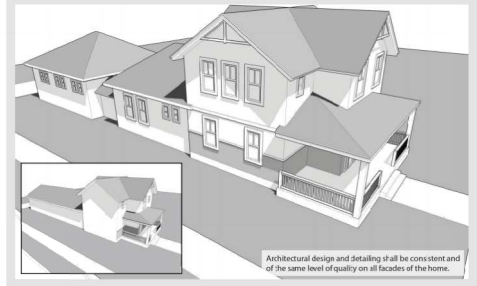 Architectural design and detailing shall be consistent and
of the same level of quality on all facades of the home.